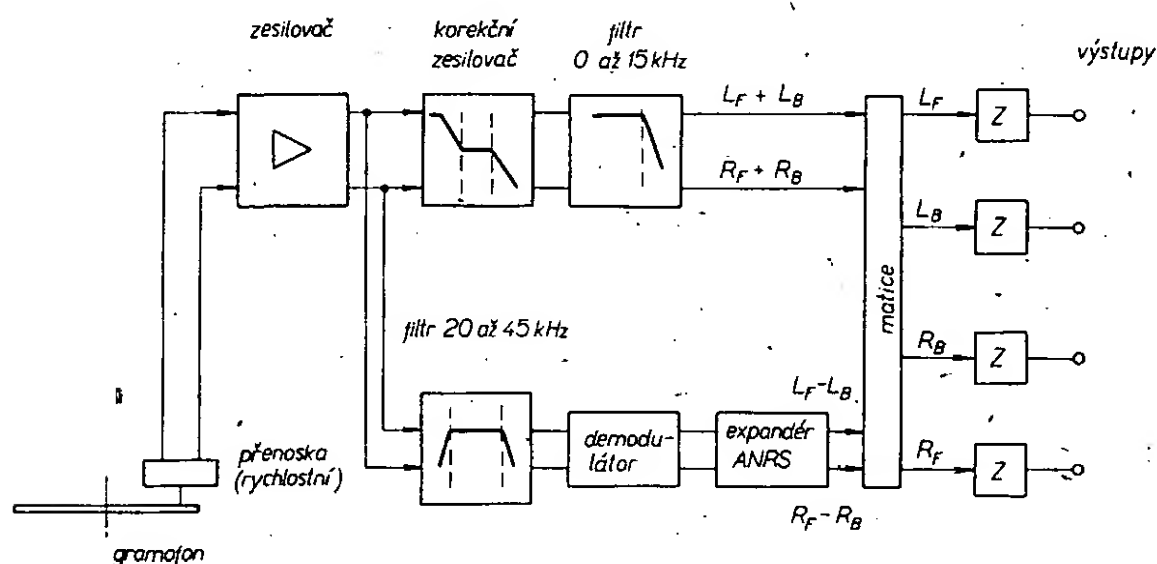 zesilovač
korekční
zesilovač
filtr
0 až 15 kHz
výstupy
L_F + L_B
R_F + R_B
L_F
Z
L_B
Z
matice
R_B
Z
R_F
Z
filtr 20 až 45 kHz
L_F - L_B
demodu-
látor
expandér
ANRS
R_F - R_B
přenoska
(rychlostní)
gramofon